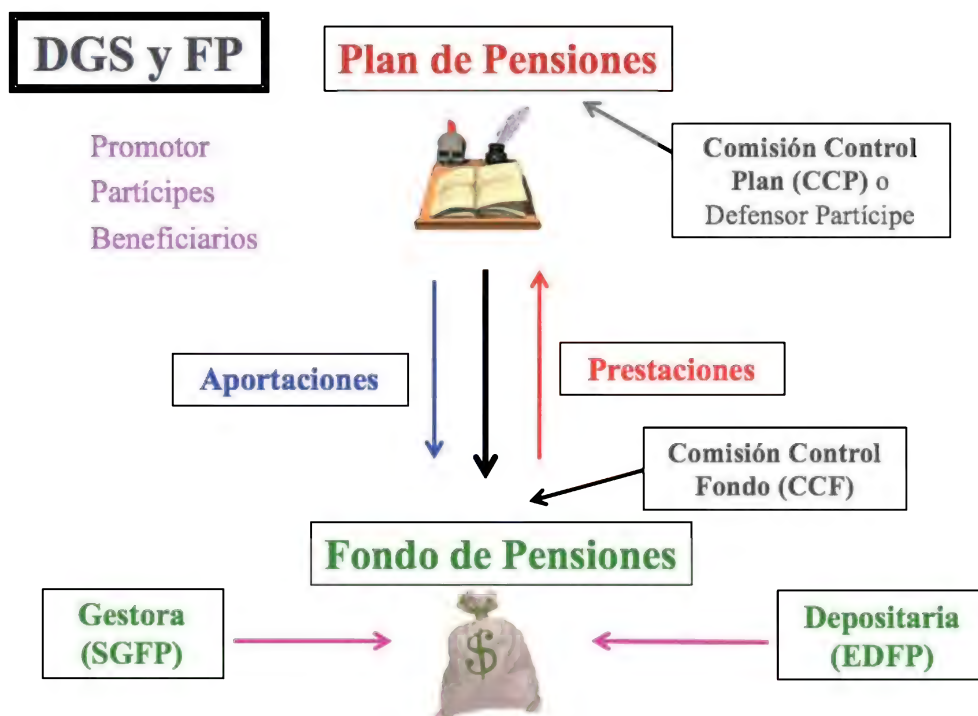 DGS y FP
Plan de Pensiones
Promotor
Partícipes
Beneficiarios
Comisión Control
Plan (CCP) o
Defensor Partícipe
Aportaciones
Prestaciones
Comisión Control
Fondo (CCF)
Fondo de Pensiones
Gestora
(SGFP)
$
Depositaria
(EDFP)